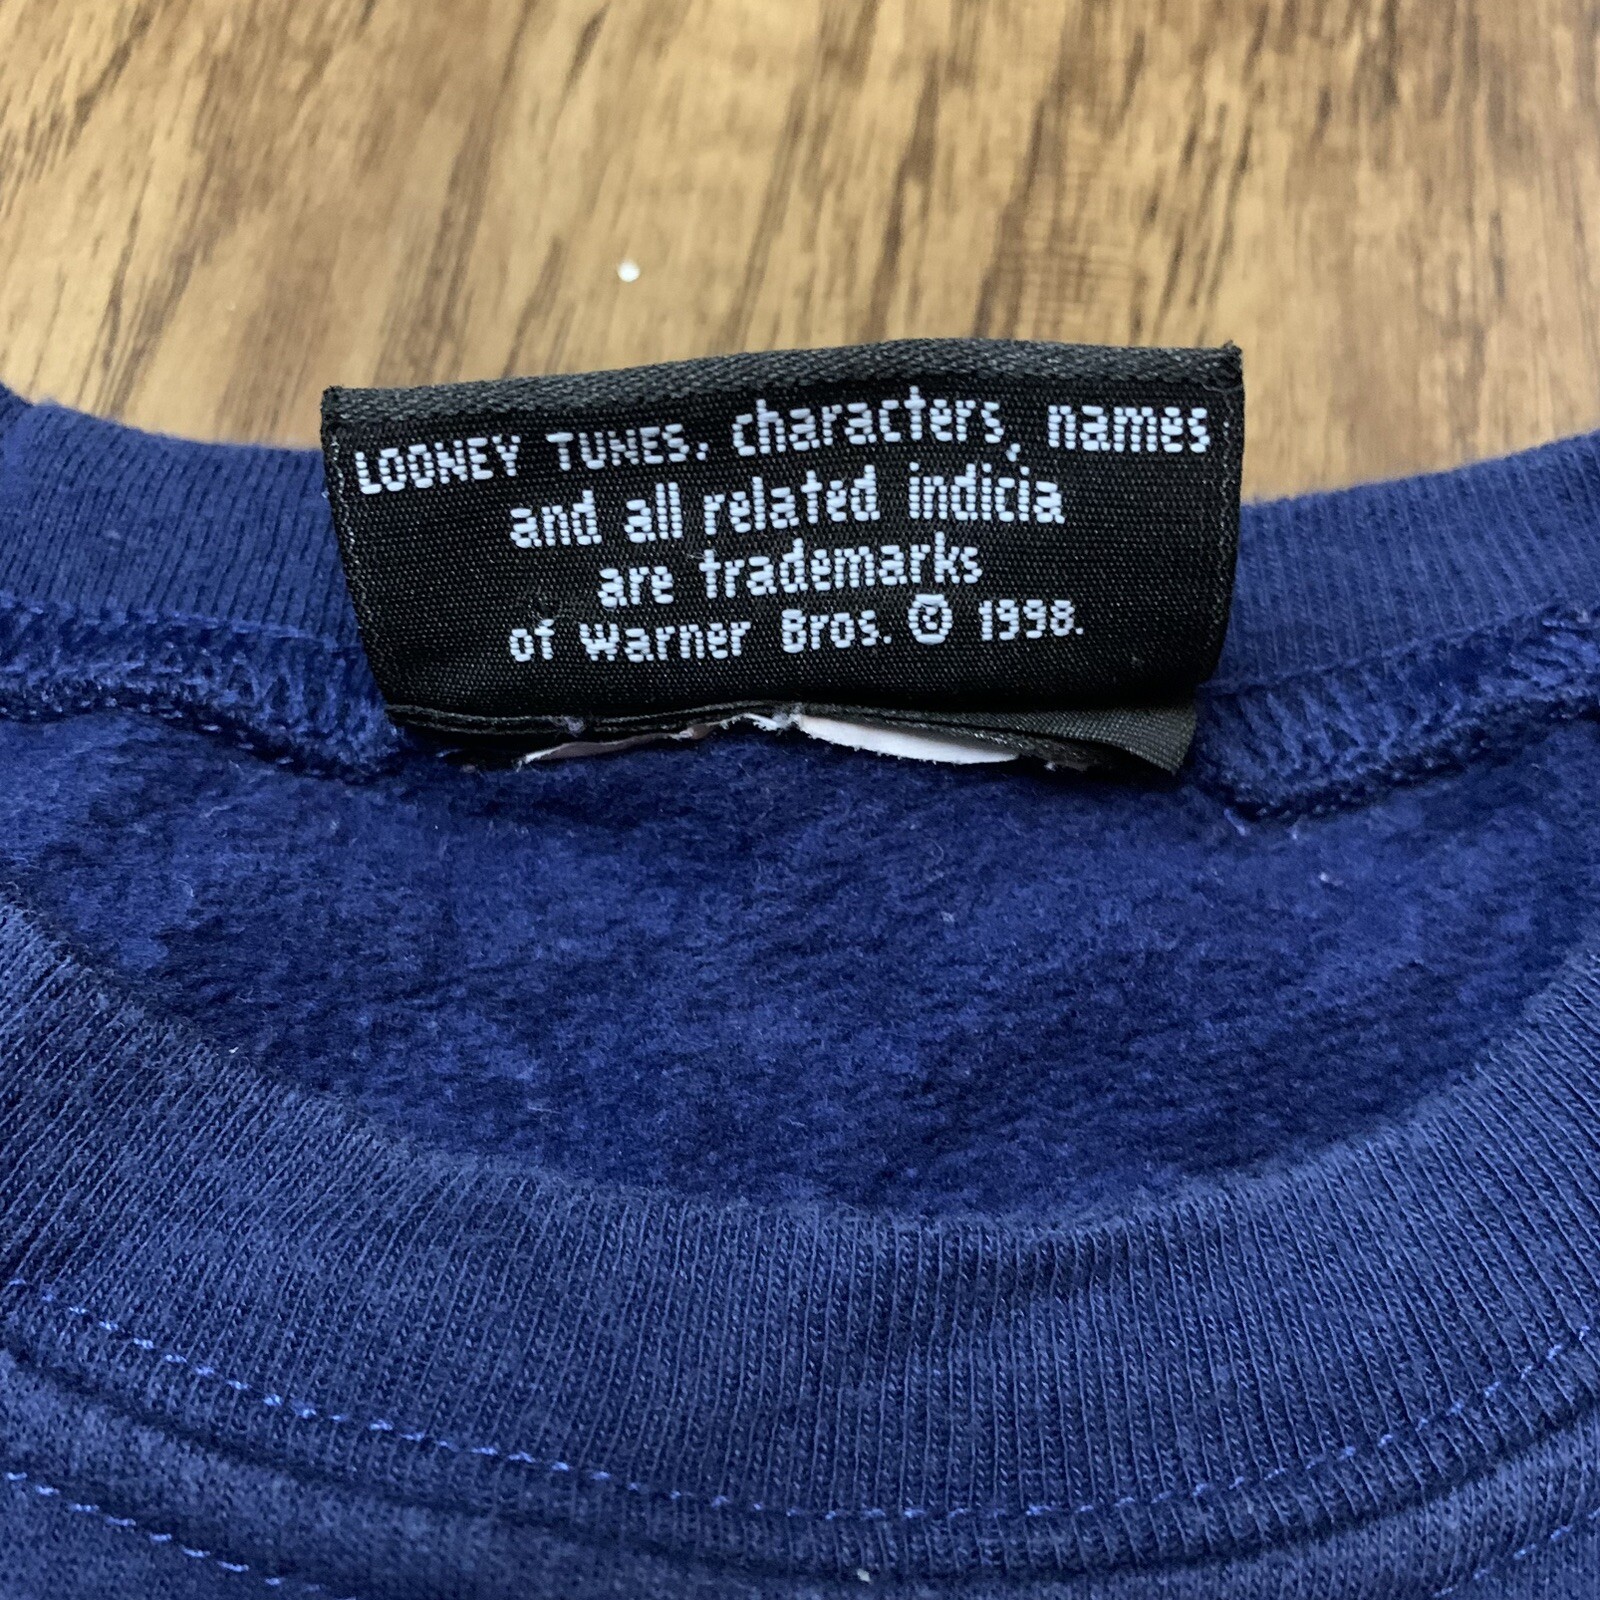 LOONEY TUNES, characters, names
and all related indicia
are trademarks
of Warner Bros. © 1998.